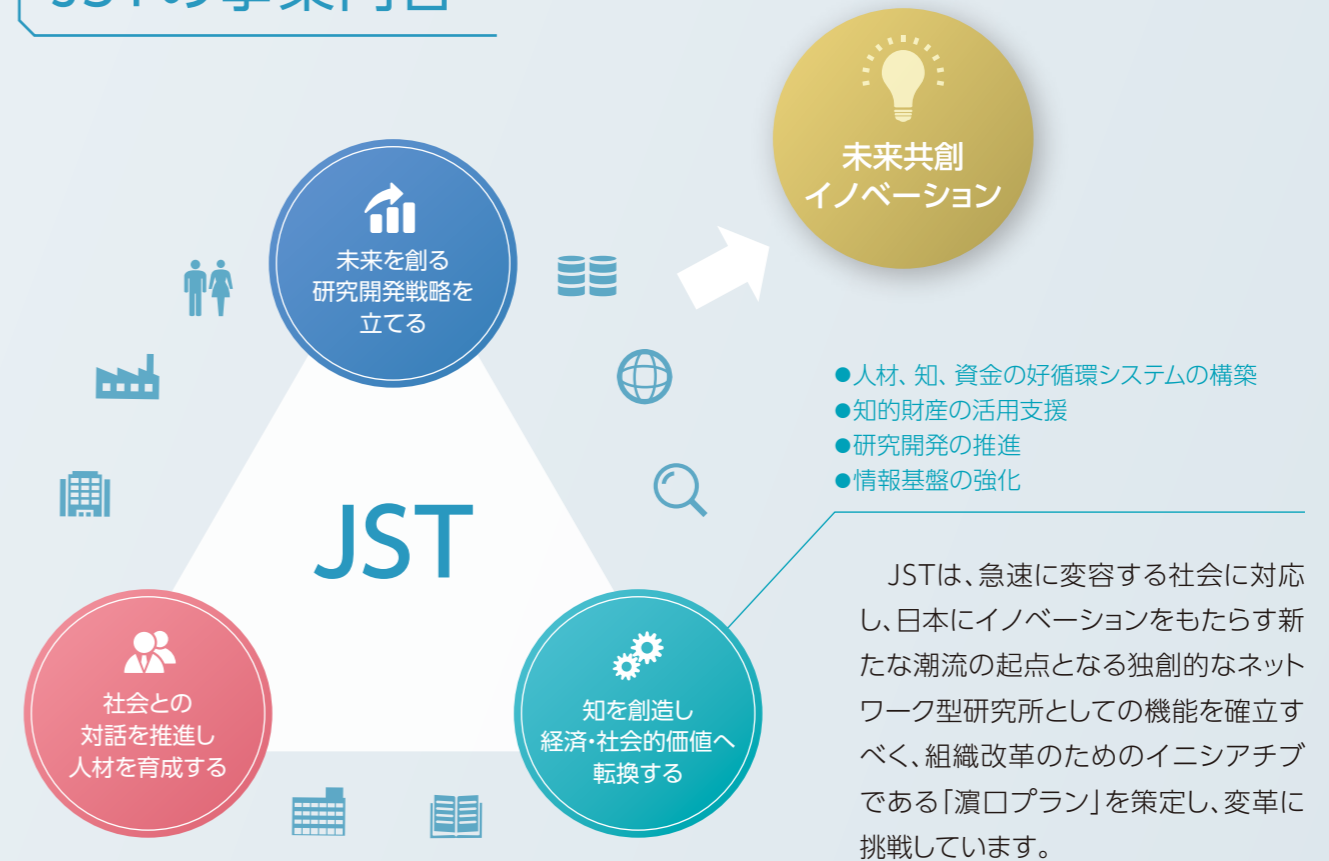 JSTの事業内容
未来共創
イノベーション
未来を創る
研究開発戦略を
立てる
JST
社会との
対話を推進し
人材を育成する
知を創造し
経済・社会的価値へ
転換する
●人材、知、資金の好循環システムの構築
●知的財産の活用支援
●研究開発の推進
●情報基盤の強化
JSTは、急速に変容する社会に対応
し、日本にイノベーションをもたらす新
たな潮流の起点となる独創的なネット
ワーク型研究所としての機能を確立す
べく、組織改革のためのイニシアチブ
である「濵口プラン」を策定し、変革に
挑戦しています。